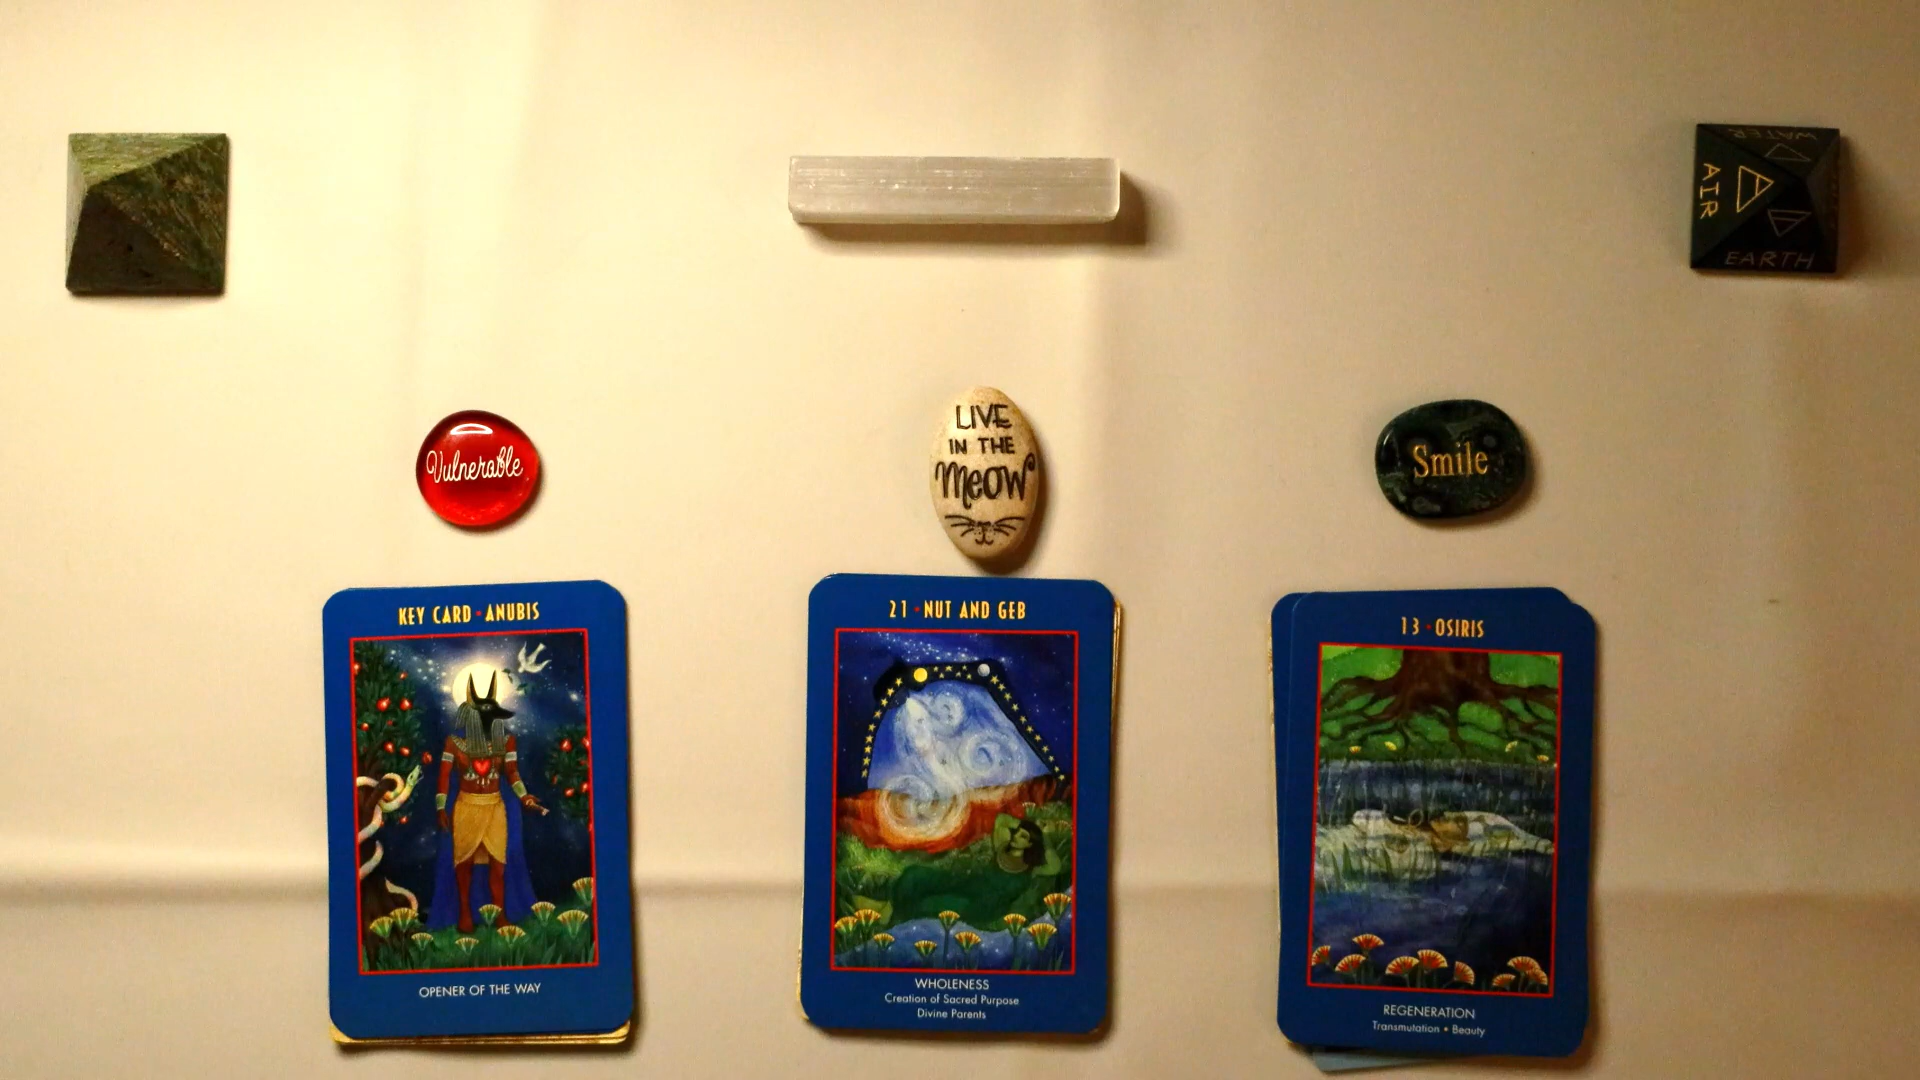 WATER
AIR
EARTH
Vulnerable
LIVE
IN THE
Meow
Smile
KEY CARD • ANUBIS
OPENER OF THE WAY
21 • NUT AND GEB
WHOLENESS
Creation of Sacred Purpose
Divine Parents
13 • OSIRIS
REGENERATION
Transmutation • Beauty